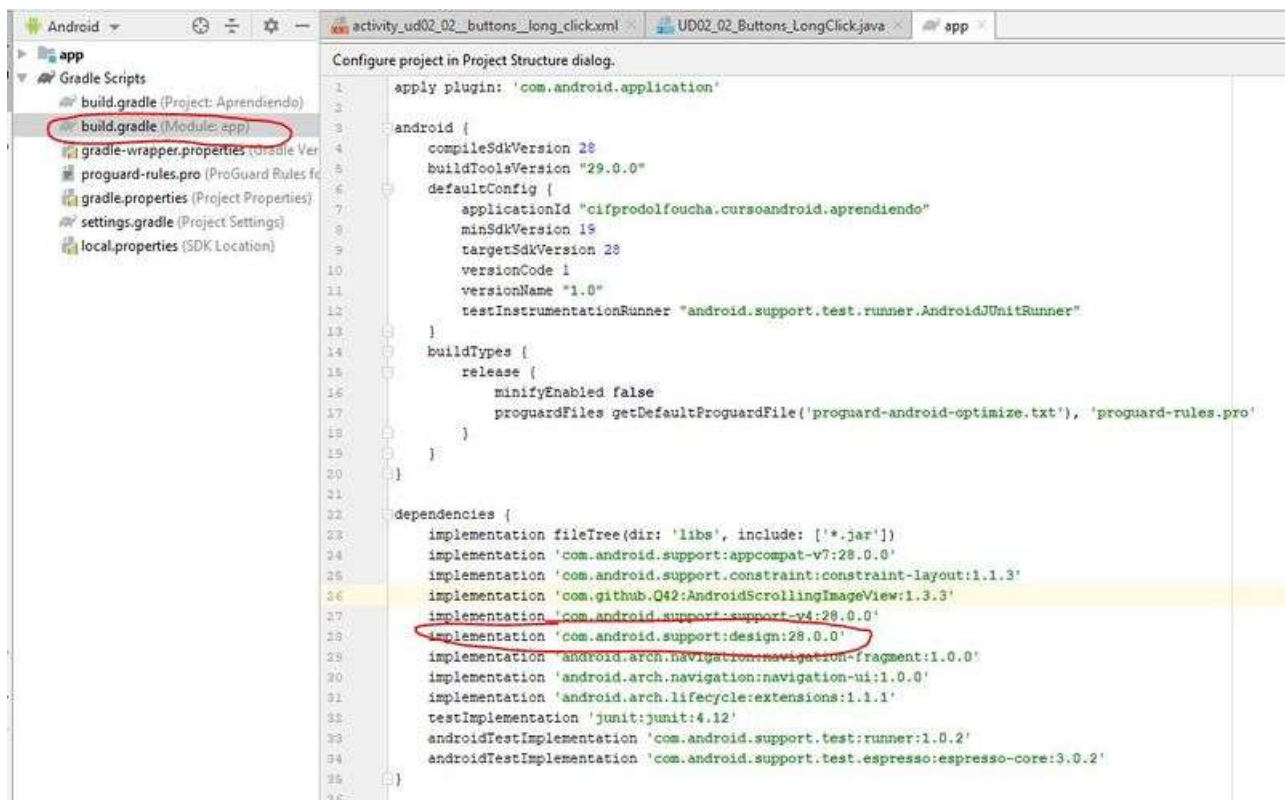 Android
app
Gradle Scripts
build.gradle (Project: Aprendiendo)
build.gradle (Module: app)
gradle-wrapper.properties (Gradle Ver
proguard-rules.pro (ProGuard Rules fo
gradle.properties (Project Properties)
settings.gradle (Project Settings)
local.properties (SDK Location)
activity_ud02_02__buttons__long_click.xml
UD02_02_Buttons_LongClick.java
app
Configure project in Project Structure dialog.
1 apply plugin: 'com.android.application'
2
3 android {
4 compileSdkVersion 28
5 buildToolsVersion "29.0.0"
6 defaultConfig {
7 applicationId "cifprodolfoucha.cursoandroid.aprendiendo"
8 minSdkVersion 19
9 targetSdkVersion 28
10 versionCode 1
11 versionName "1.0"
12 testInstrumentationRunner "android.support.test.runner.AndroidJUnitRunner"
13 }
14 buildTypes {
15 release {
16 minifyEnabled false
17 proguardFiles getDefaultProguardFile('proguard-android-optimize.txt'), 'proguard-rules.pro'
18 }
19 }
20 }
21
22 dependencies {
23 implementation fileTree(dir: 'libs', include: ['*.jar'])
24 implementation 'com.android.support:appcompat-v7:28.0.0'
25 implementation 'com.android.support.constraint:constraint-layout:1.1.3'
26 implementation 'com.github.Q42:AndroidScrollingImageView:1.3.3'
27 implementation 'com.android.support:support-v4:28.0.0'
28 implementation 'com.android.support:design:28.0.0'
29 implementation 'android.arch.navigation:navigation-fragment:1.0.0'
30 implementation 'android.arch.navigation:navigation-ui:1.0.0'
31 implementation 'android.arch.lifecycle:extensions:1.1.1'
32 testImplementation 'junit:junit:4.12'
33 androidTestImplementation 'com.android.support.test:runner:1.0.2'
34 androidTestImplementation 'com.android.support.test.espresso:espresso-core:3.0.2'
35 }
36